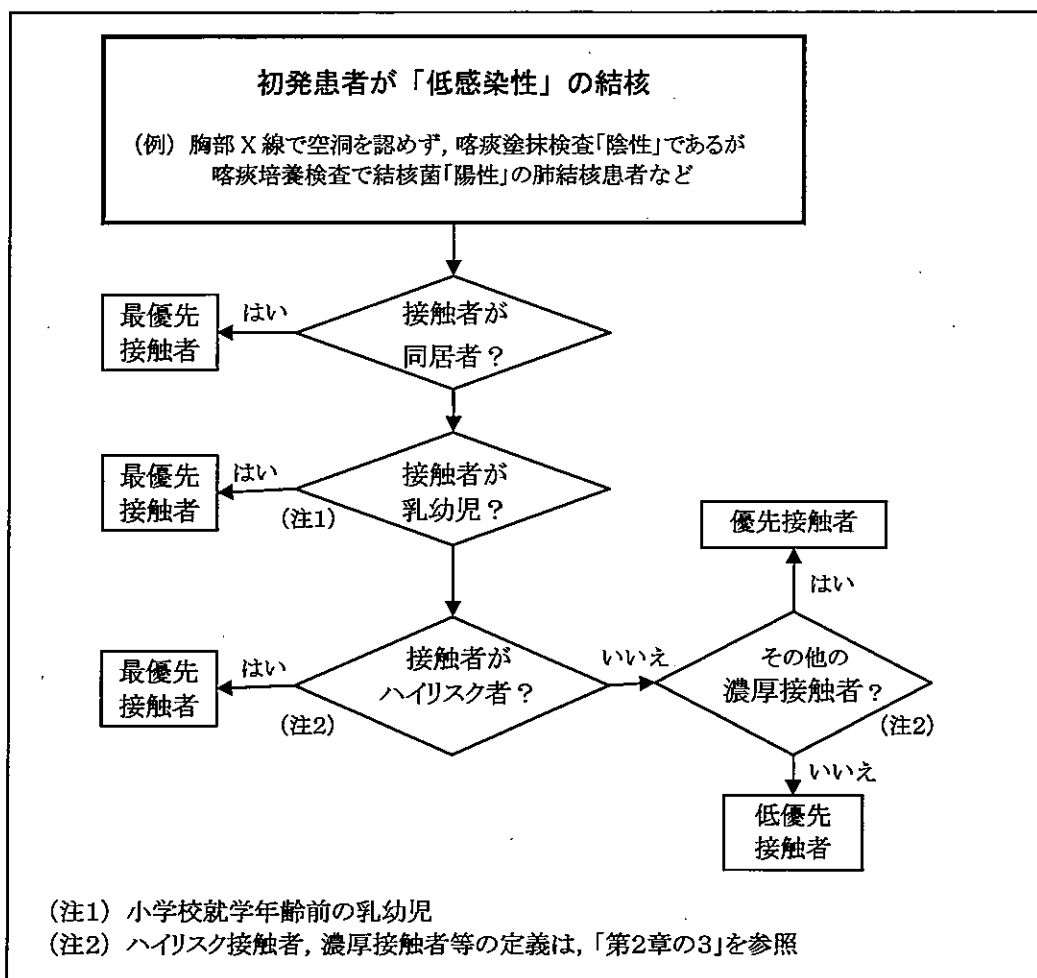 初発患者が「低感染性」の結核
(例) 胸部X線で空洞を認めず,喀痰塗抹検査「陰性」であるが
喀痰培養検査で結核菌「陽性」の肺結核患者など
接触者が
同居者?
はい
最優先
接触者
接触者が
乳幼児?
はい
(注1)
最優先
接触者
接触者が
ハイリスク者?
はい
(注2)
最優先
接触者
いいえ
その他の
濃厚接触者?
(注2)
はい
優先接触者
いいえ
低優先
接触者
(注1) 小学校就学年齢前の乳幼児
(注2) ハイリスク接触者,濃厚接触者等の定義は,「第2章の3」を参照